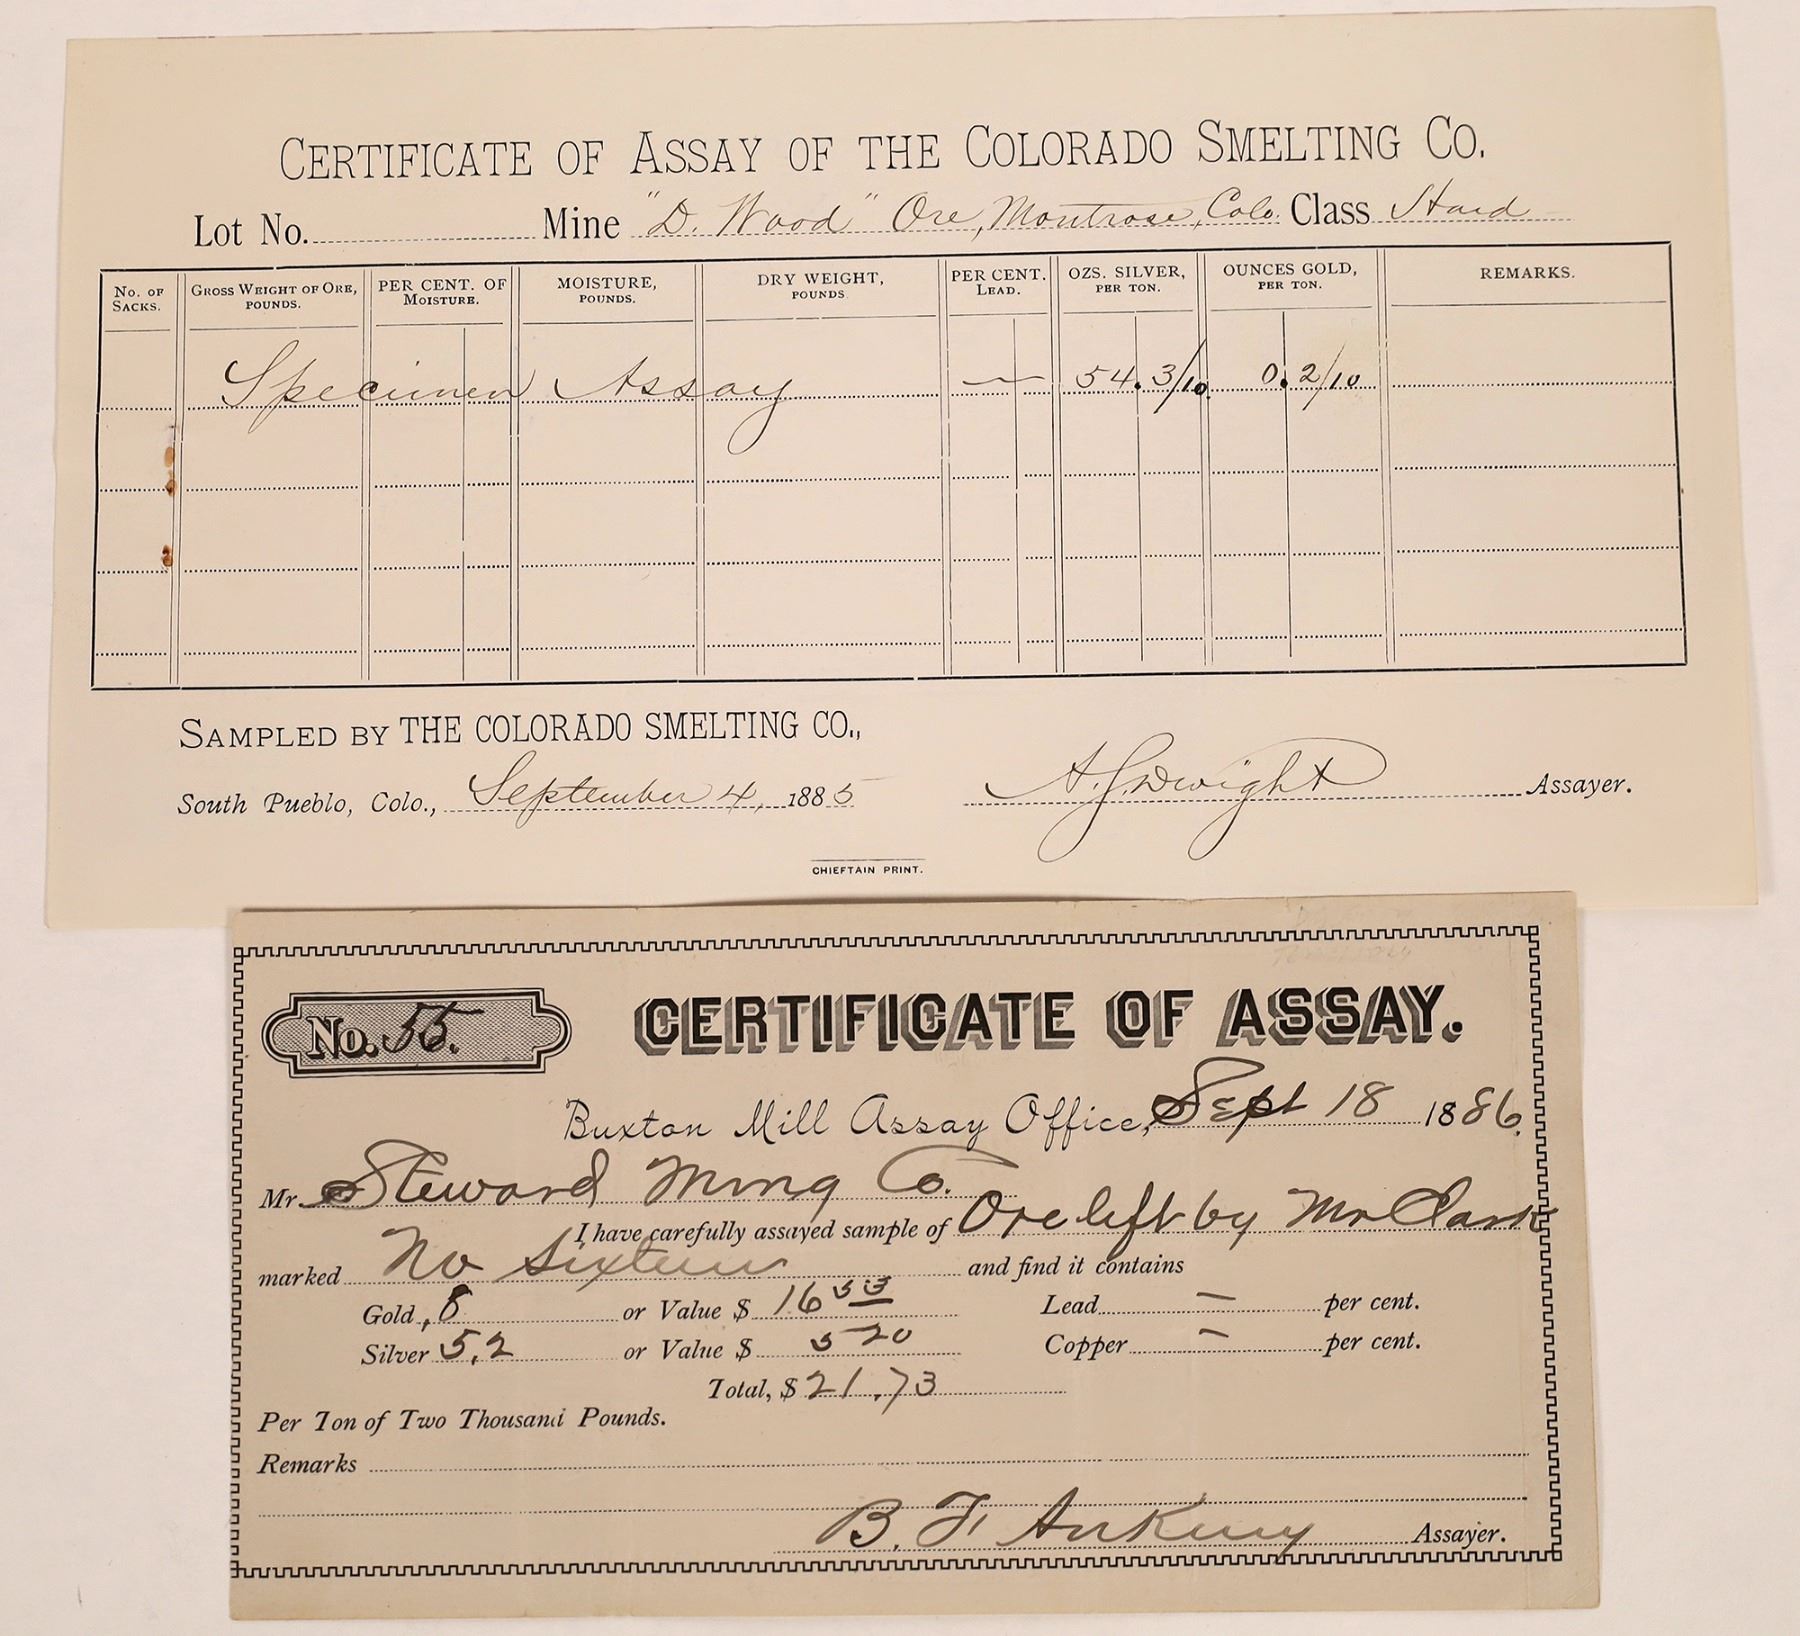 CERTIFICATE OF ASSAY OF THE COLORADO SMELTING CO.
Lot No. Mine "D. Wood" Ore, Montrose, Colo. Class Hard
No. OF SACKS. GROSS WEIGHT OF ORE, POUNDS. PER CENT. OF MOISTURE. MOISTURE, POUNDS. DRY WEIGHT, POUNDS PER CENT. LEAD. OZS. SILVER, PER TON. OUNCES GOLD, PER TON. REMARKS.
Specimen Assay — 54.3/10 0.2/10
SAMPLED BY THE COLORADO SMELTING CO.,
South Pueblo, Colo., September 4, 1885 A. J. Dwight Assayer.
CHIEFTAIN PRINT.
No. 55. CERTIFICATE OF ASSAY.
Buxton Mill Assay Office, Sept 18 1886.
Mr. Steward Mmng Co.
I have carefully assayed sample of Ore left by Mr Clark
marked No Sixteen and find it contains
Gold ,8 or Value $ 16 53 Lead — per cent.
Silver 5,2 or Value $ 5 20 Copper — per cent.
Total, $ 21.73
Per Ton of Two Thousand Pounds.
Remarks
B. F. Assayer.